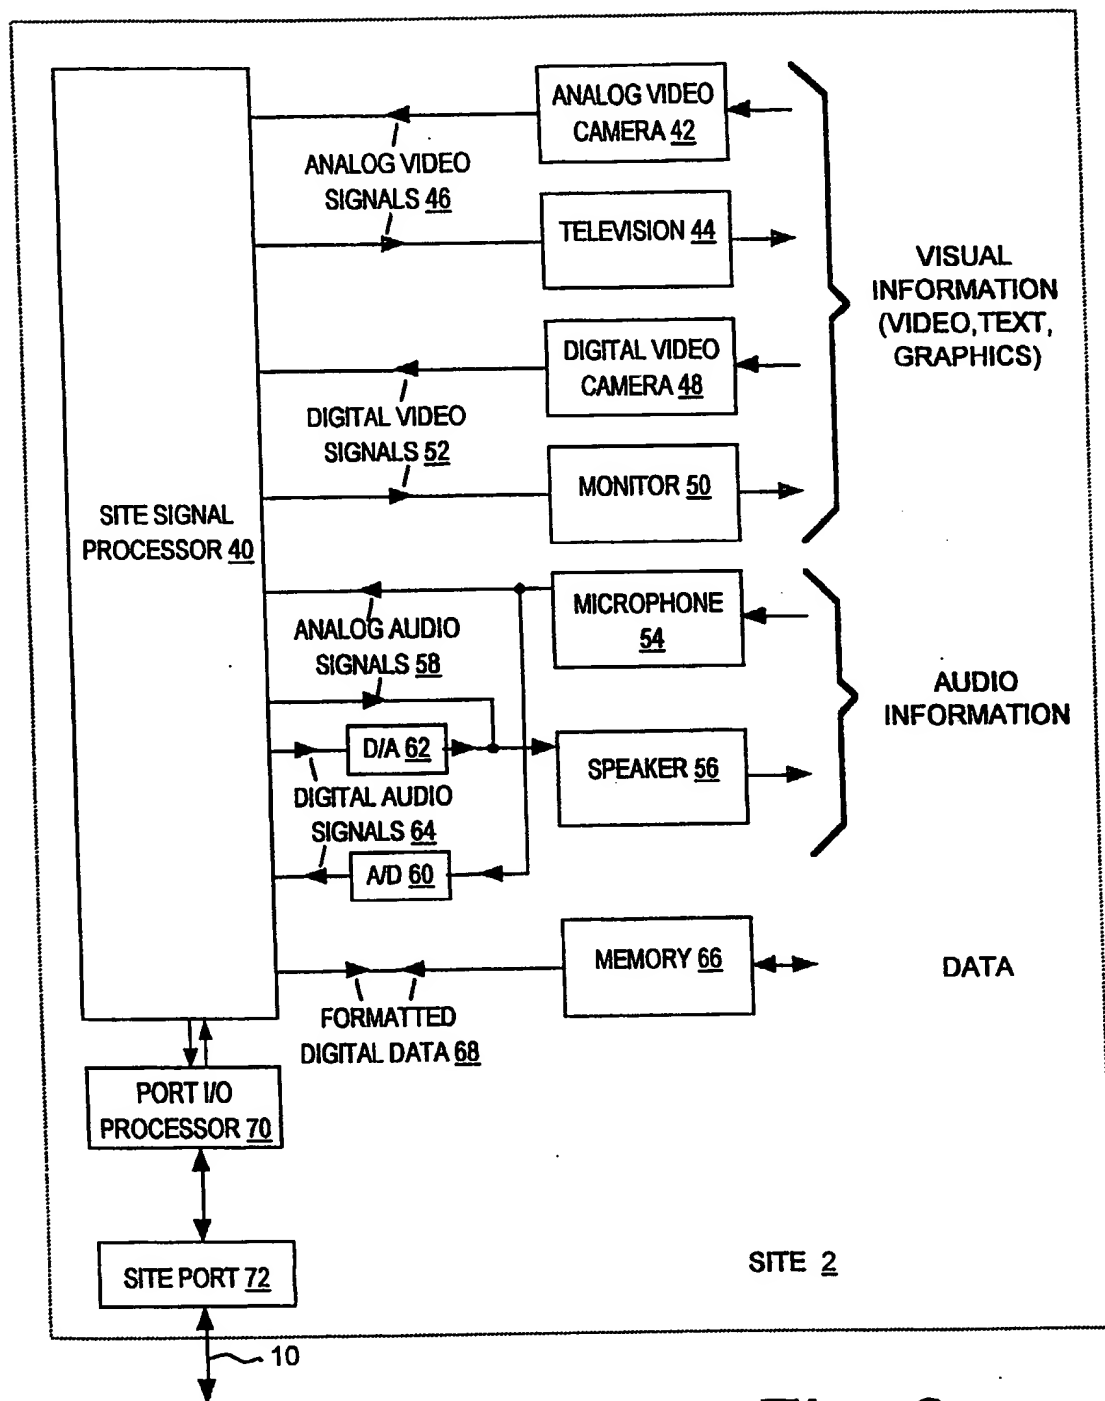 ANALOG VIDEO
CAMERA 42
ANALOG VIDEO
SIGNALS 46
TELEVISION 44
VISUAL
INFORMATION
(VIDEO,TEXT,
GRAPHICS)
DIGITAL VIDEO
CAMERA 48
DIGITAL VIDEO
SIGNALS 52
MONITOR 50
SITE SIGNAL
PROCESSOR 40
MICROPHONE
54
ANALOG AUDIO
SIGNALS 58
AUDIO
INFORMATION
D/A 62
SPEAKER 56
DIGITAL AUDIO
SIGNALS 64
A/D 60
MEMORY 66
DATA
FORMATTED
DIGITAL DATA 68
PORT I/O
PROCESSOR 70
SITE PORT 72
SITE 2
10